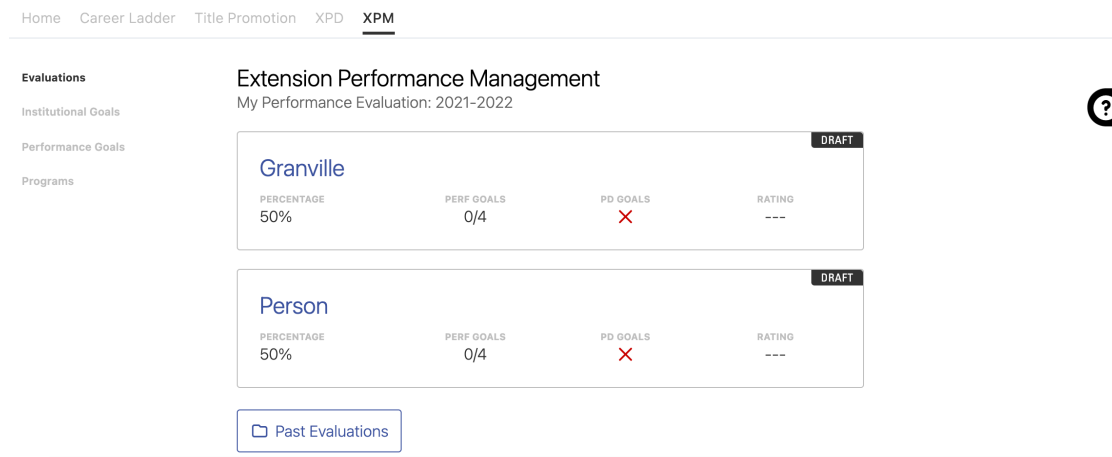 Home Career Ladder Title Promotion XPD XPM
Evaluations
Institutional Goals
Performance Goals
Programs
Extension Performance Management
My Performance Evaluation: 2021-2022
?
DRAFT
Granville
PERCENTAGE PERF GOALS PD GOALS RATING
50% 0/4 ---
DRAFT
Person
PERCENTAGE PERF GOALS PD GOALS RATING
50% 0/4 ---
Past Evaluations